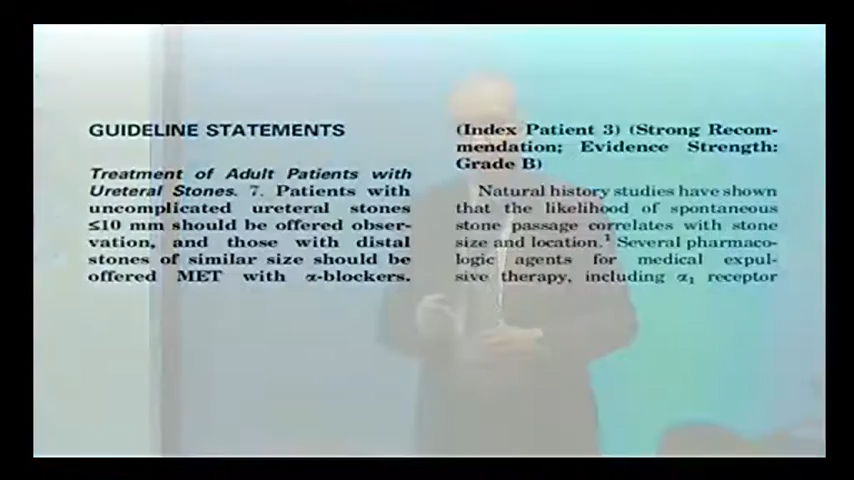 GUIDELINE STATEMENTS
Treatment of Adult Patients with
Ureteral Stones. 7. Patients with
uncomplicated ureteral stones
≤10 mm should be offered obser-
vation, and those with distal
stones of similar size should be
offered MET with α-blockers.
(Index Patient 3) (Strong Recom-
mendation; Evidence Strength:
Grade B)
Natural history studies have shown
that the likelihood of spontaneous
stone passage correlates with stone
size and location.¹ Several pharmaco-
logic agents for medical expul-
sive therapy, including α₁ receptor